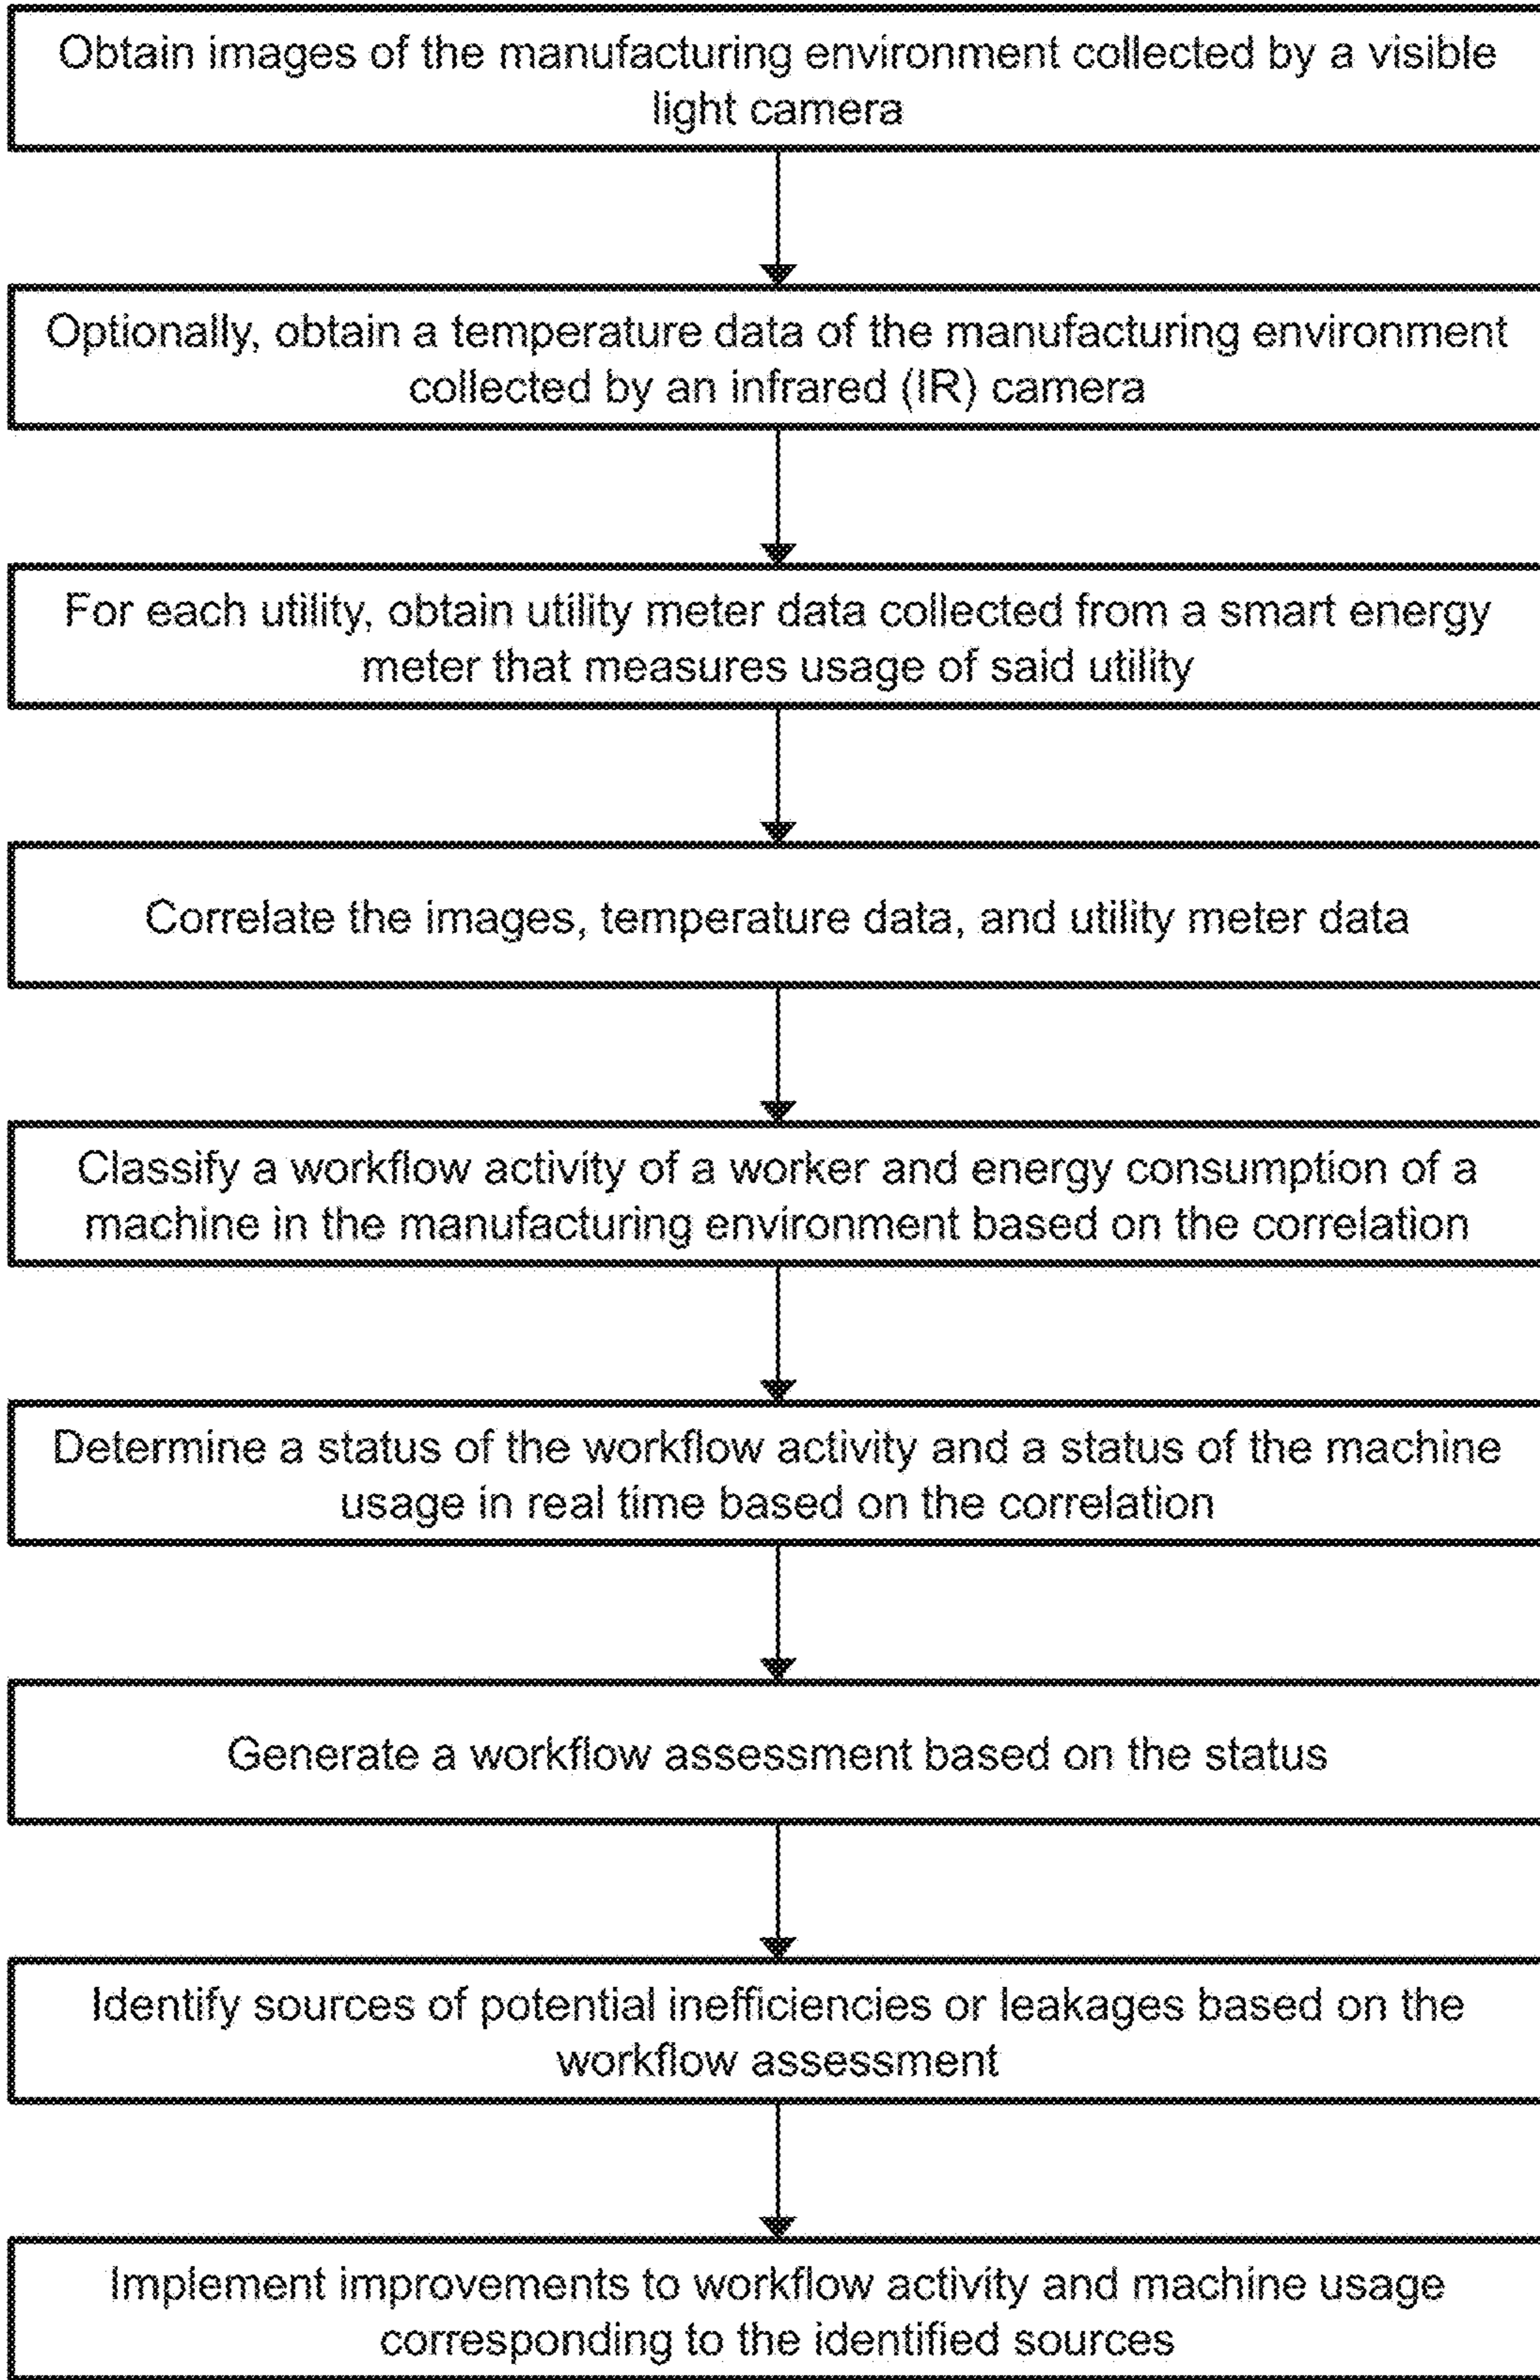 Obtain images of the manufacturing environment collected by a visible
light camera
Optionally, obtain a temperature data of the manufacturing environment
collected by an infrared (IR) camera
For each utility, obtain utility meter data collected from a smart energy
meter that measures usage of said utility
Correlate the images, temperature data, and utility meter data
Classify a workflow activity of a worker and energy consumption of a
machine in the manufacturing environment based on the correlation
Determine a status of the workflow activity and a status of the machine
usage in real time based on the correlation
Generate a workflow assessment based on the status
Identify sources of potential inefficiencies or leakages based on the
workflow assessment
Implement improvements to workflow activity and machine usage
corresponding to the identified sources